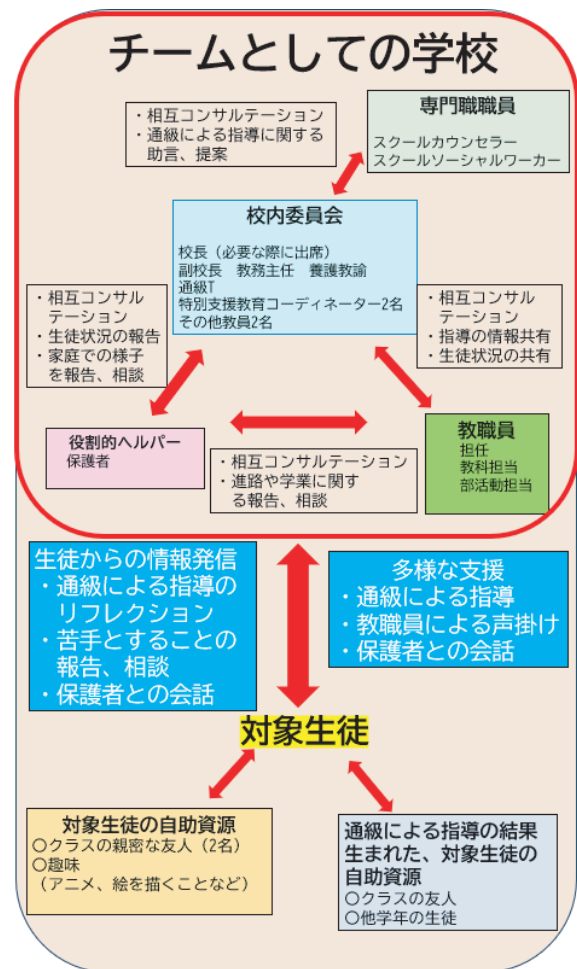 チームとしての学校
・相互コンサルテーション
・通級による指導に関する
助言、提案
専門職職員
スクールカウンセラー
スクールソーシャルワーカー
校内委員会
校長（必要な際に出席）
副校長　教務主任　養護教諭
通級T
特別支援教育コーディネーター2名
その他教員2名
・相互コンサル
テーション
・生徒状況の報告
・家庭での様子
を報告、相談
・相互コンサル
テーション
・指導の情報共有
・生徒状況の共有
役割的ヘルパー
保護者
・相互コンサルテーション
・進路や学業に関す
る報告、相談
教職員
担任
教科担当
部活動担当
生徒からの情報発信
・通級による指導の
リフレクション
・苦手とすることの
報告、相談
・保護者との会話
多様な支援
・通級による指導
・教職員による声掛け
・保護者との会話
対象生徒
対象生徒の自助資源
○クラスの親密な友人（2名）
○趣味
（アニメ、絵を描くことなど）
通級による指導の結果
生まれた、対象生徒の
自助資源
○クラスの友人
○他学年の生徒